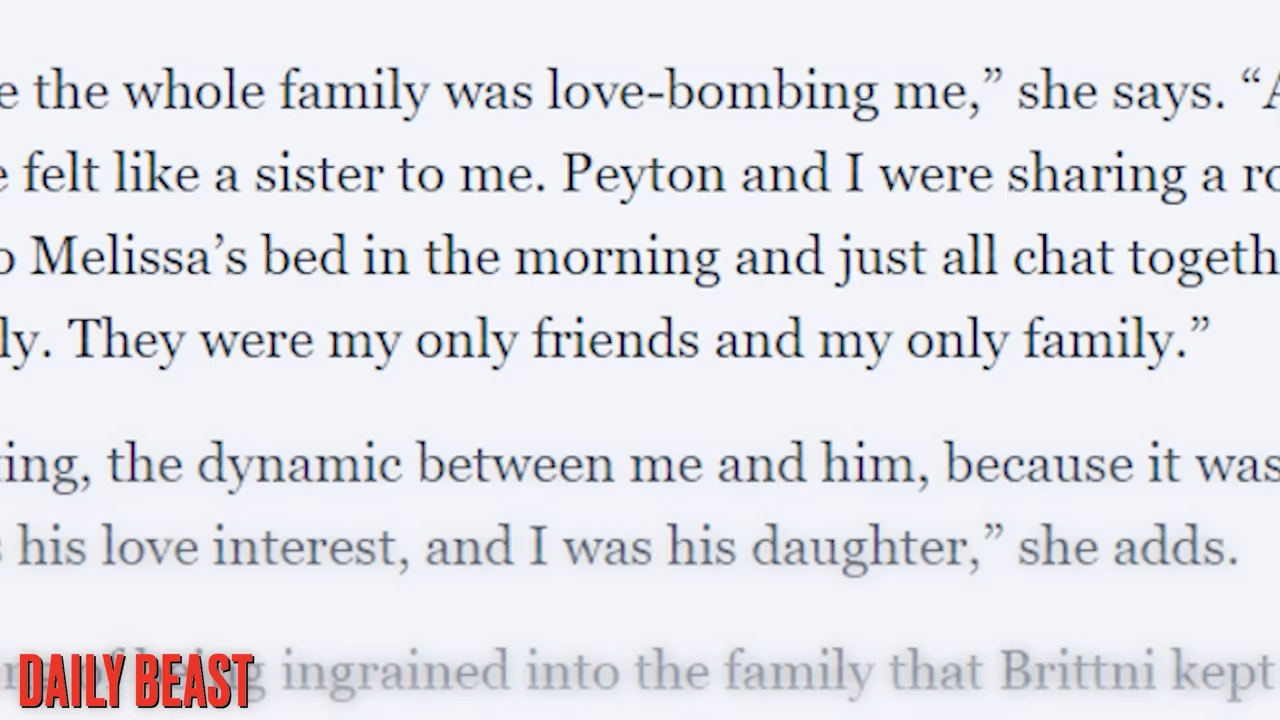 e the whole family was love-bombing me,” she says. “A
e felt like a sister to me. Peyton and I were sharing a ro
o Melissa’s bed in the morning and just all chat togeth
ly. They were my only friends and my only family.”
ing, the dynamic between me and him, because it was
s his love interest, and I was his daughter,” she adds.
of being ingrained into the family that Brittni kept
DAILY BEAST